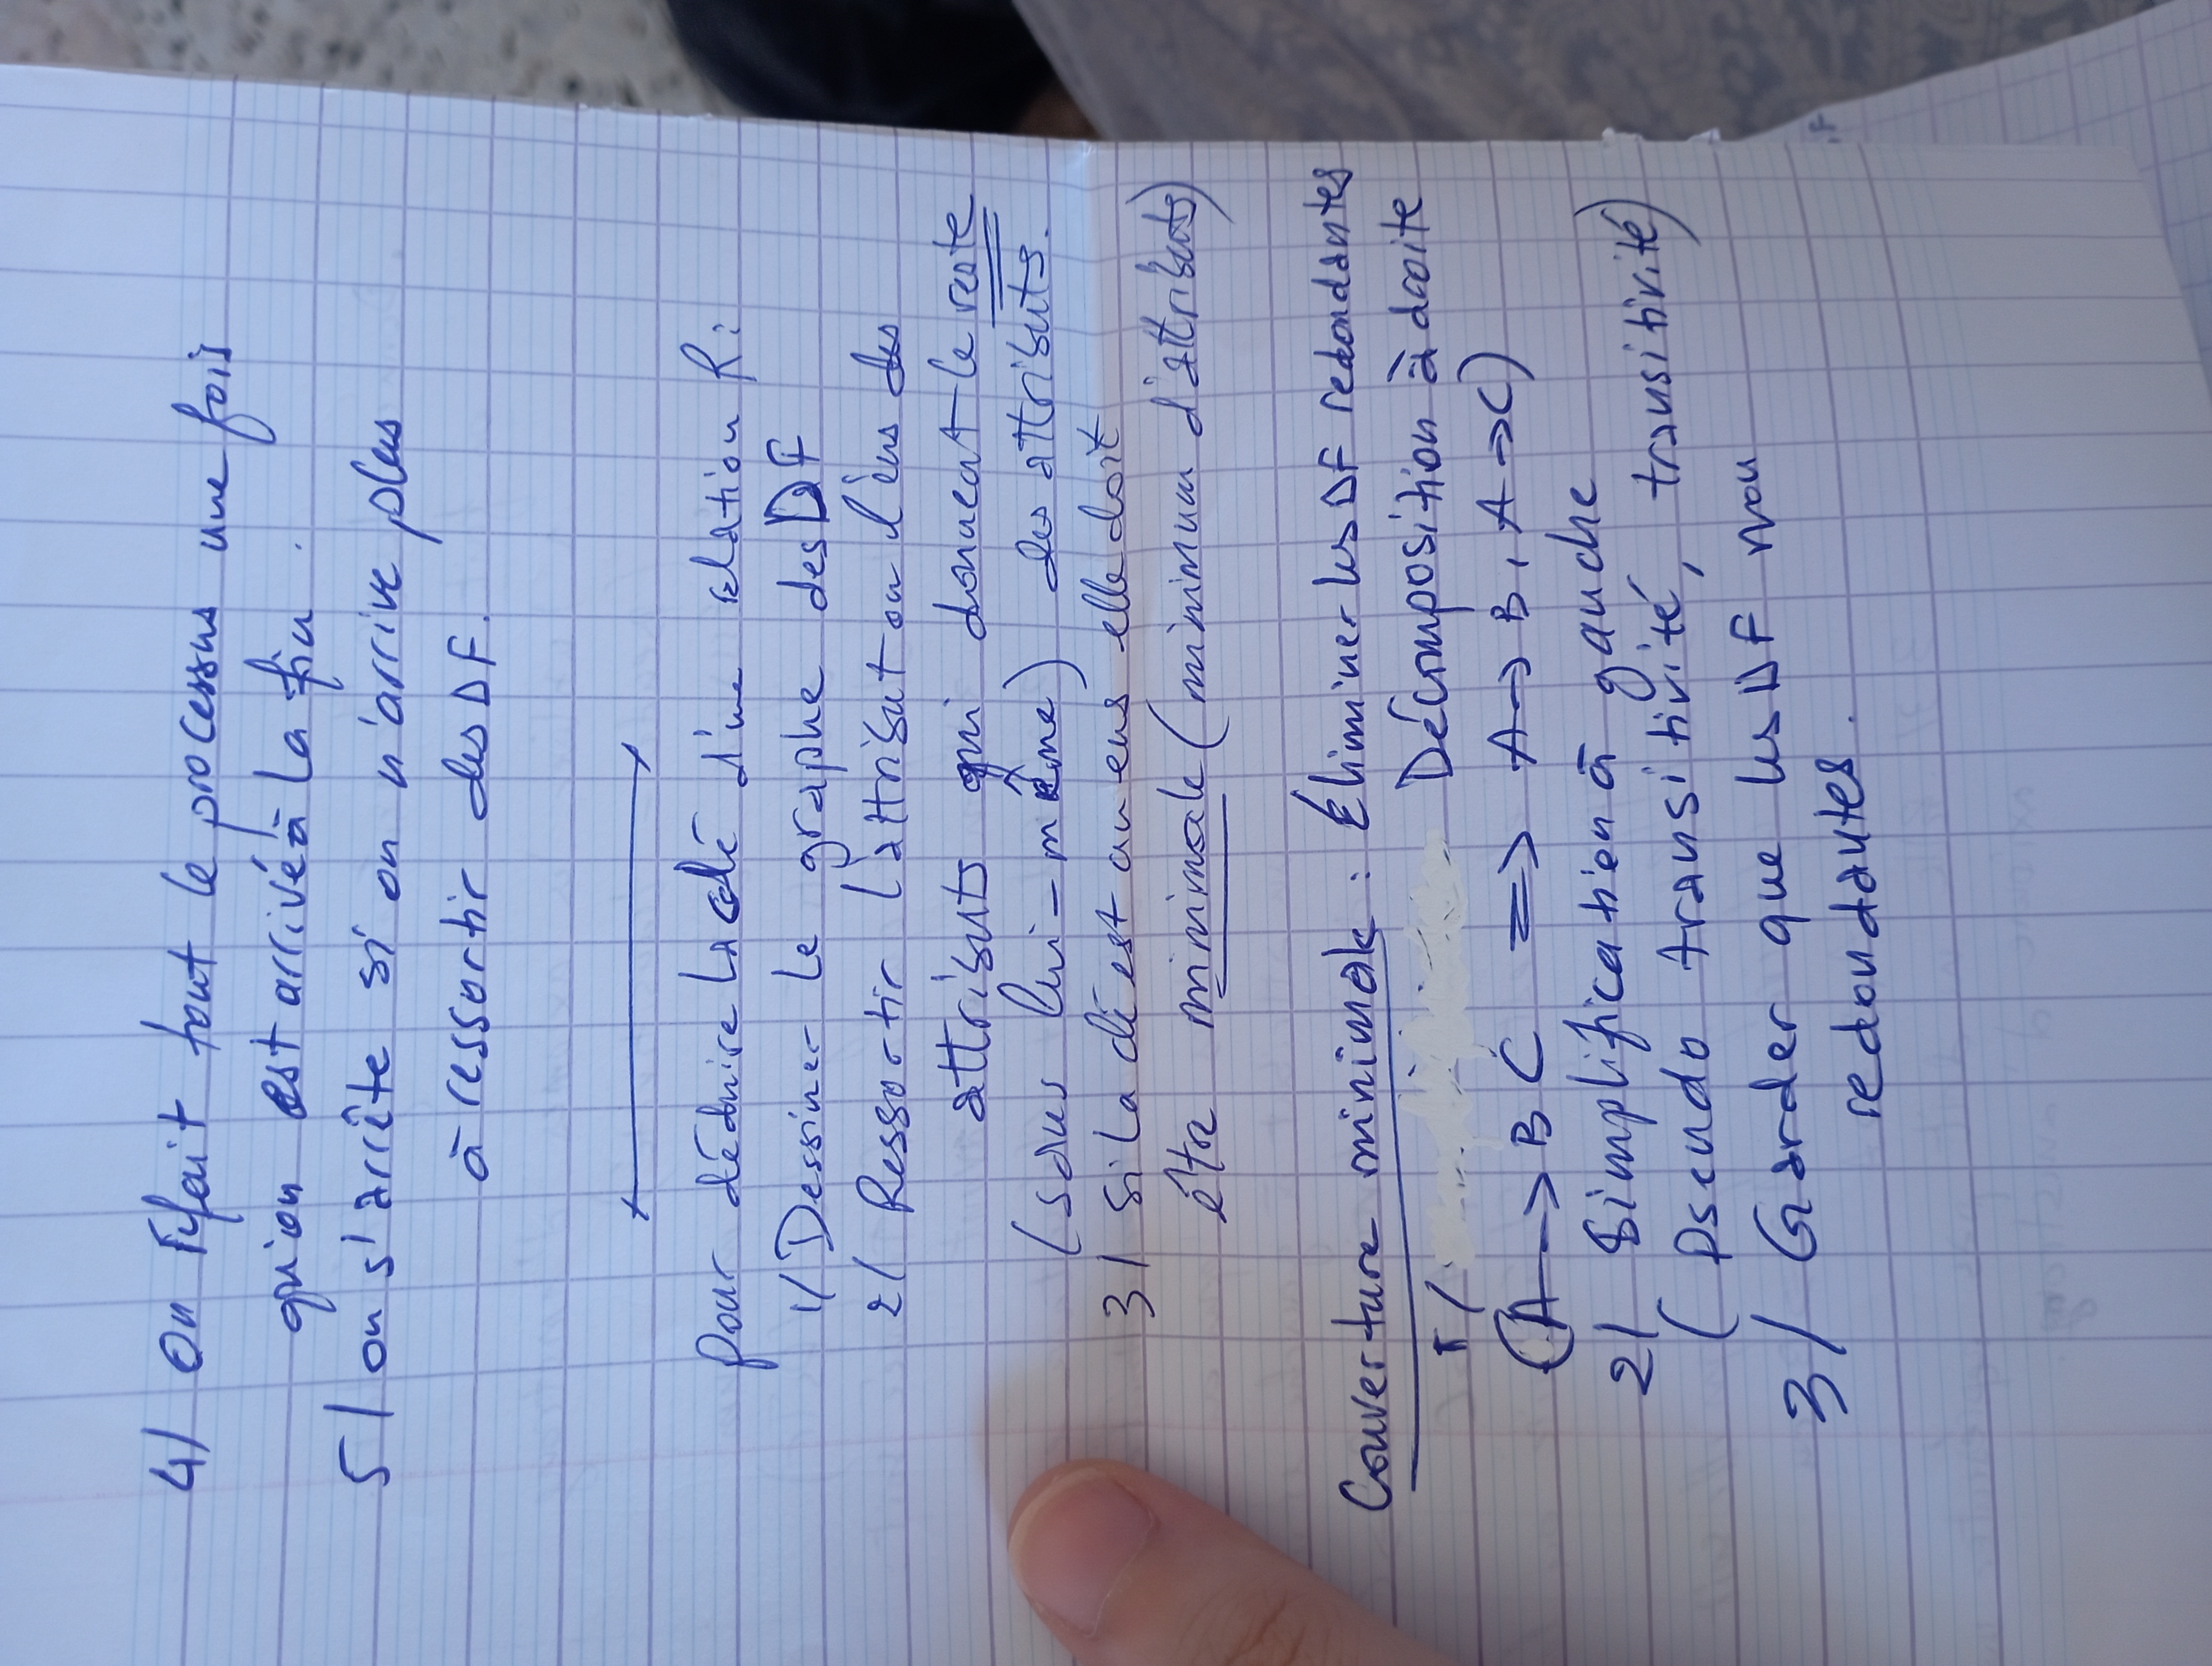 4/ On refait tout le processus une fois
qu'on est arrivé à la fin.
5/ on s'arrête si on n'arrive plus
à ressortir des DF.
pour déduire la clé d'une relation R:
1/ Dessiner le graphe des DF
2/ Ressortir l'attribut ou l'ens des
attributs qui donnent le reste
(sans lui-même) des attributs.
3/ si la clé est un ens elle doit
être minimale (minimum d'attributs)
Couverture minimale : Éliminer les DF redondantes
1/ Décomposition à droite
(A -> B C => A -> B, A -> C)
2/ Simplification à gauche
(Pseudo transitivité, transitivité)
3/ Garder que les DF non
redondantes.